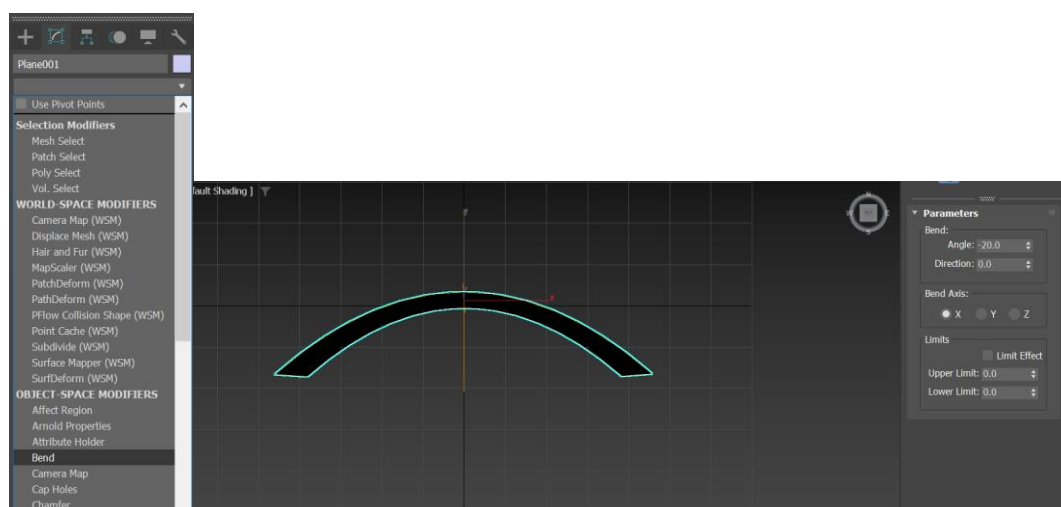 Plane001
Use Pivot Points
Selection Modifiers
Mesh Select
Patch Select
Poly Select
Vol. Select
WORLD-SPACE MODIFIERS
Camera Map (WSM)
Displace Mesh (WSM)
Hair and Fur (WSM)
MapScaler (WSM)
PatchDeform (WSM)
PathDeform (WSM)
PFlow Collision Shape (WSM)
Point Cache (WSM)
Subdivide (WSM)
Surface Mapper (WSM)
SurfDeform (WSM)
OBJECT-SPACE MODIFIERS
Affect Region
Arnold Properties
Attribute Holder
Bend
Camera Map
Cap Holes
Chamfer
fault Shading ]
x
Parameters
Bend:
Angle: -20.0
Direction: 0.0
Bend Axis:
X Y Z
Limits
Limit Effect
Upper Limit: 0.0
Lower Limit: 0.0